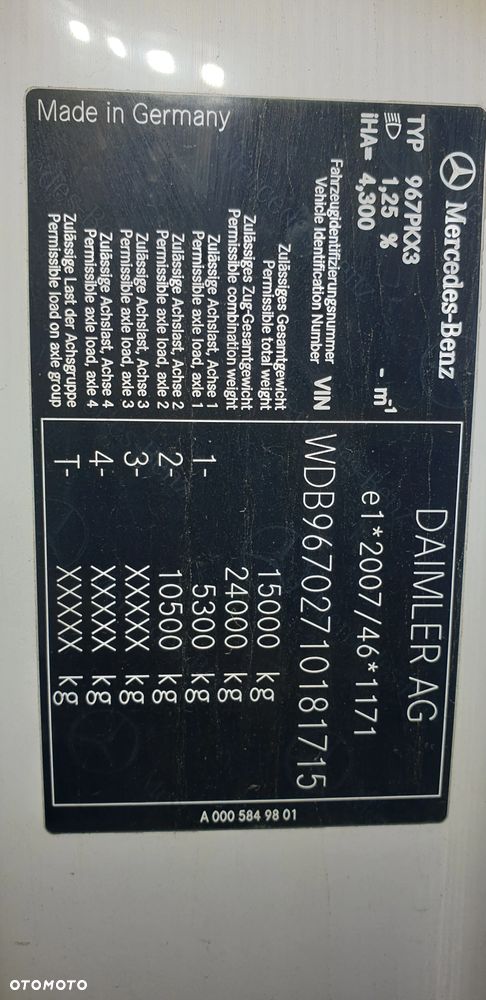 Mercedes-Benz
TYP 967PKX3 - m⁻¹
1,25 %
iHA= 4,300
DAIMLER AG
e1*2007/46*1171
Fahrzeugidentifizierungsnummer
Vehicle Identification Number VIN WDB9670271O181715
Zulässiges Gesamtgewicht
Permissible total weight 15000 kg
Zulässiges Zug-Gesamtgewicht
Permissible combination weight 24000 kg
Zulässige Achslast, Achse 1
Permissible axle load, axle 1 1- 5300 kg
Zulässige Achslast, Achse 2
Permissible axle load, axle 2 2- 10500 kg
Zulässige Achslast, Achse 3
Permissible axle load, axle 3 3- XXXXX kg
Zulässige Achslast, Achse 4
Permissible axle load, axle 4 4- XXXXX kg
Zulässige Last der Achsgruppe
Permissible load on axle group T- XXXXX kg
Made in Germany
A 000 584 98 01
OTOMOTO